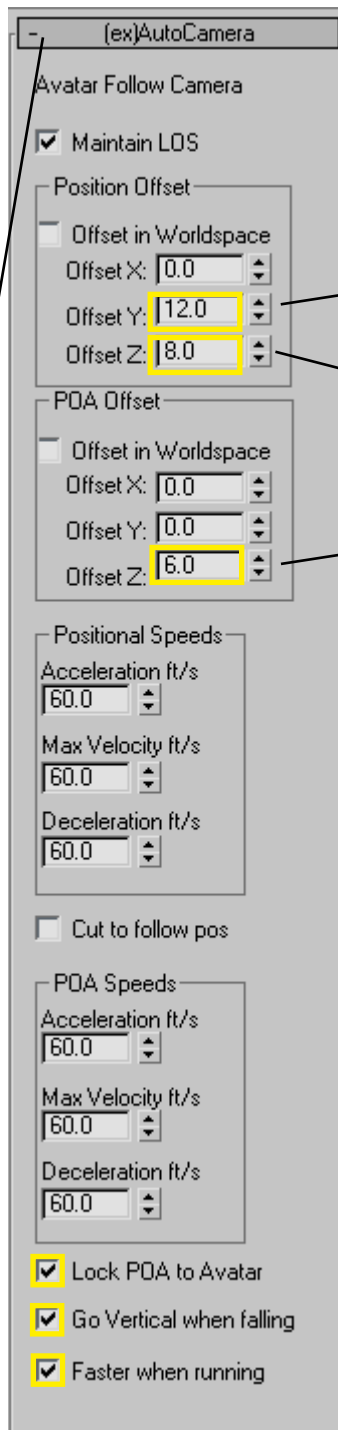 - (ex)AutoCamera
Avatar Follow Camera
Maintain LOS
Position Offset
Offset in Worldspace
Offset X: 0.0
Offset Y: 12.0
Offset Z: 8.0
POA Offset
Offset in Worldspace
Offset X: 0.0
Offset Y: 0.0
Offset Z: 6.0
Positional Speeds
Acceleration ft/s
60.0
Max Velocity ft/s
60.0
Deceleration ft/s
60.0
Cut to follow pos
POA Speeds
Acceleration ft/s
60.0
Max Velocity ft/s
60.0
Deceleration ft/s
60.0
Lock POA to Avatar
Go Vertical when falling
Faster when running